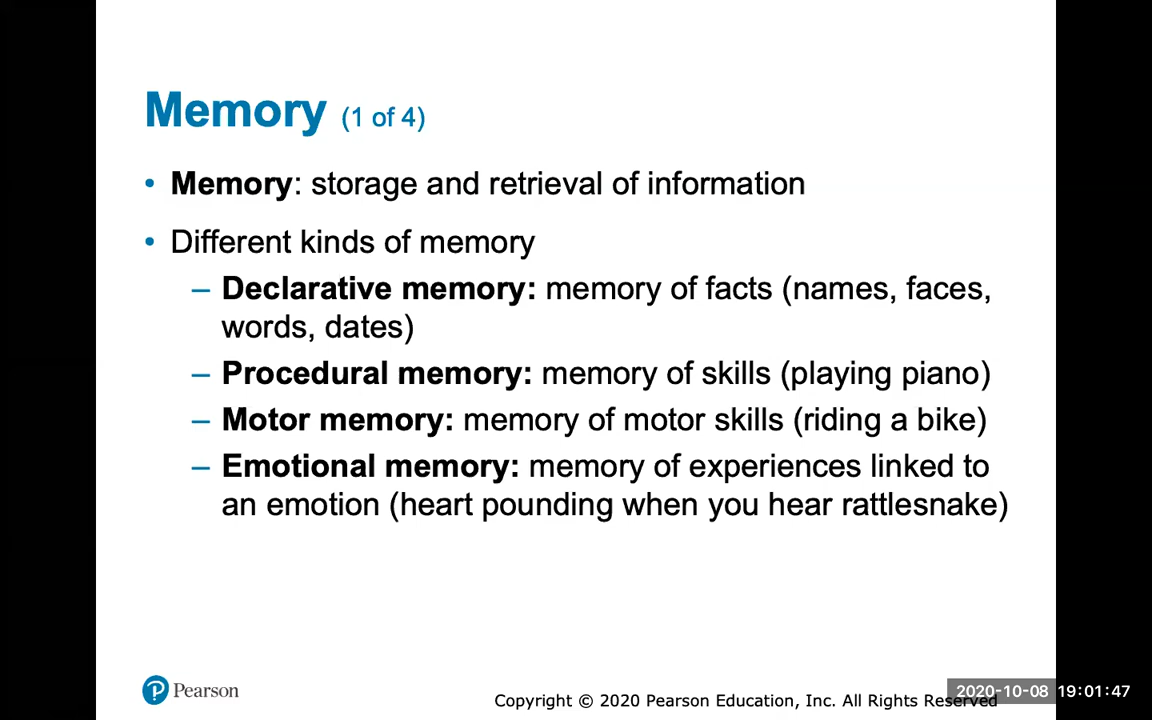 Memory (1 of 4)
• Memory: storage and retrieval of information
• Different kinds of memory
– Declarative memory: memory of facts (names, faces,
words, dates)
– Procedural memory: memory of skills (playing piano)
– Motor memory: memory of motor skills (riding a bike)
– Emotional memory: memory of experiences linked to
an emotion (heart pounding when you hear rattlesnake)
P Pearson
Copyright © 2020 Pearson Education, Inc. All Rights Reserved
2020-10-08 19:01:47